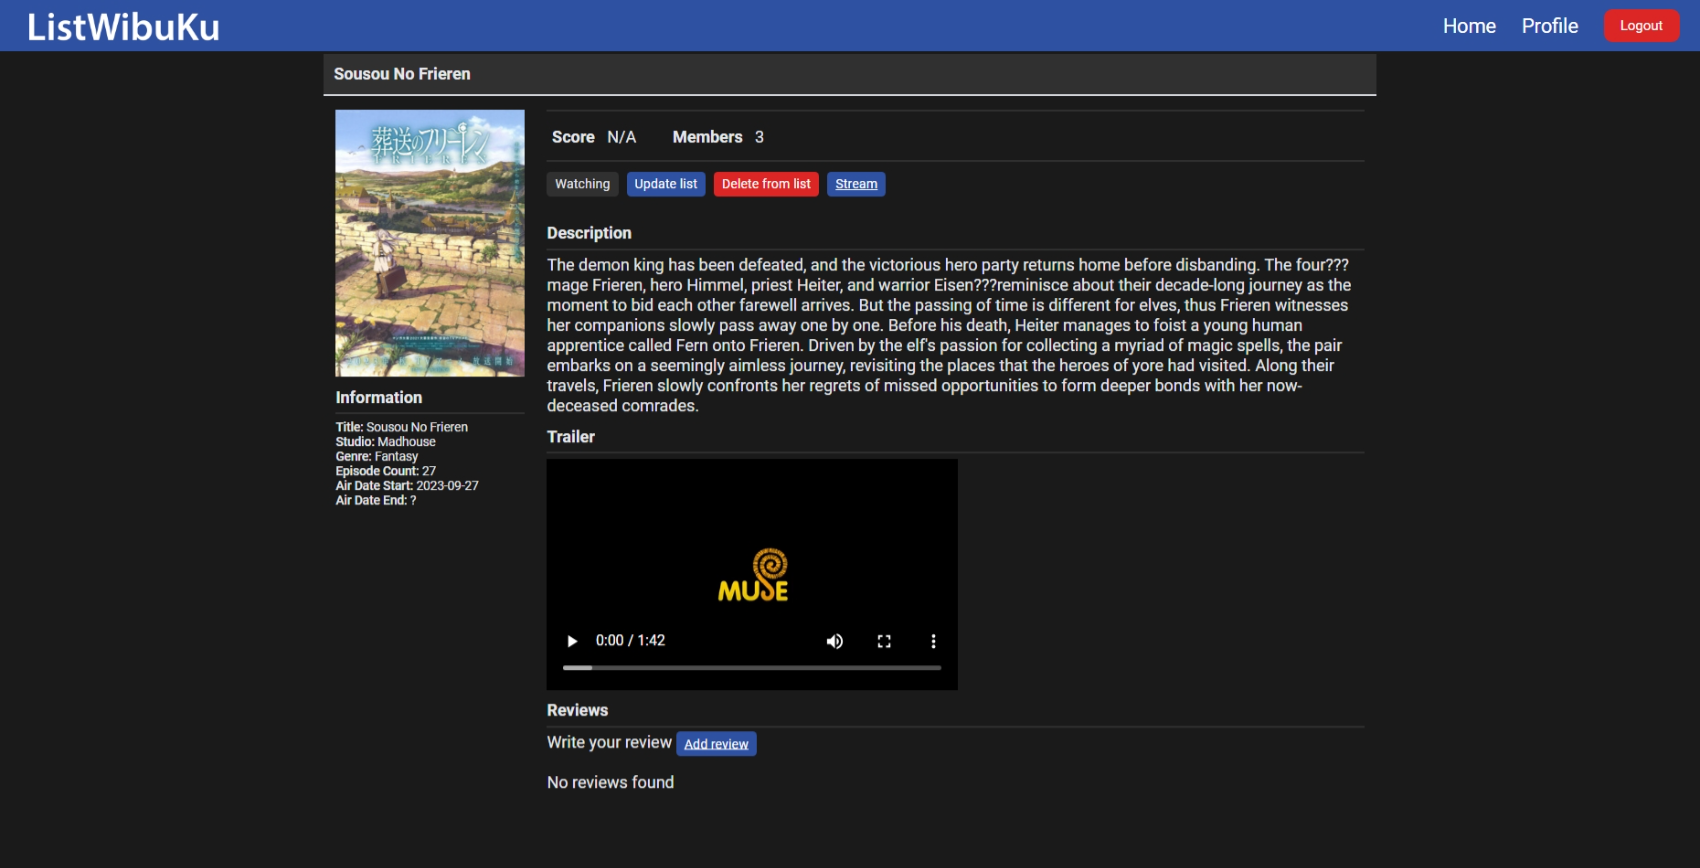 ListWibuKu
Home Profile Logout
Sousou No Frieren
葬送のフリーレン
FRIEREN
Score N/A Members 3
Watching Update list Delete from list Stream
Description
The demon king has been defeated, and the victorious hero party returns home before disbanding. The four???
mage Frieren, hero Himmel, priest Heiter, and warrior Eisen???reminisce about their decade-long journey as the
moment to bid each other farewell arrives. But the passing of time is different for elves, thus Frieren witnesses
her companions slowly pass away one by one. Before his death, Heiter manages to foist a young human
apprentice called Fern onto Frieren. Driven by the elf's passion for collecting a myriad of magic spells, the pair
embarks on a seemingly aimless journey, revisiting the places that the heroes of yore had visited. Along their
travels, Frieren slowly confronts her regrets of missed opportunities to form deeper bonds with her now-
deceased comrades.
Information
Title: Sousou No Frieren
Studio: Madhouse
Genre: Fantasy
Episode Count: 27
Air Date Start: 2023-09-27
Air Date End: ?
Trailer
MUSE
0:00 / 1:42
Reviews
Write your review Add review
No reviews found